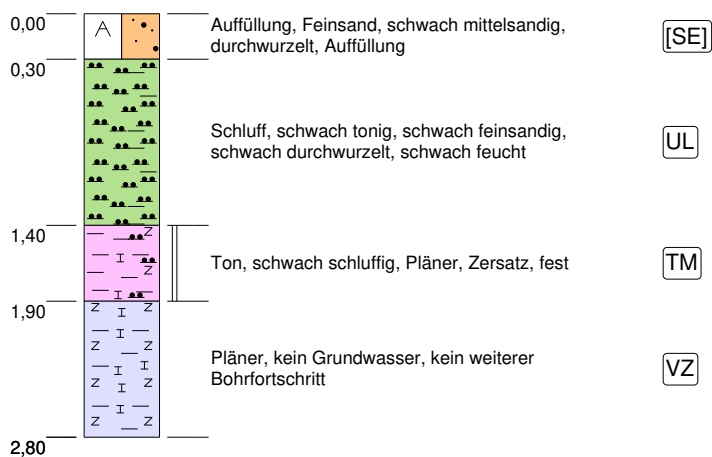 0,00
A
Auffüllung, Feinsand, schwach mittelsandig,
durchwurzelt, Auffüllung
[SE]
0,30
Schluff, schwach tonig, schwach feinsandig,
schwach durchwurzelt, schwach feucht
UL
1,40
Ton, schwach schluffig, Pläner, Zersatz, fest
TM
1,90
Pläner, kein Grundwasser, kein weiterer
Bohrfortschritt
VZ
2,80